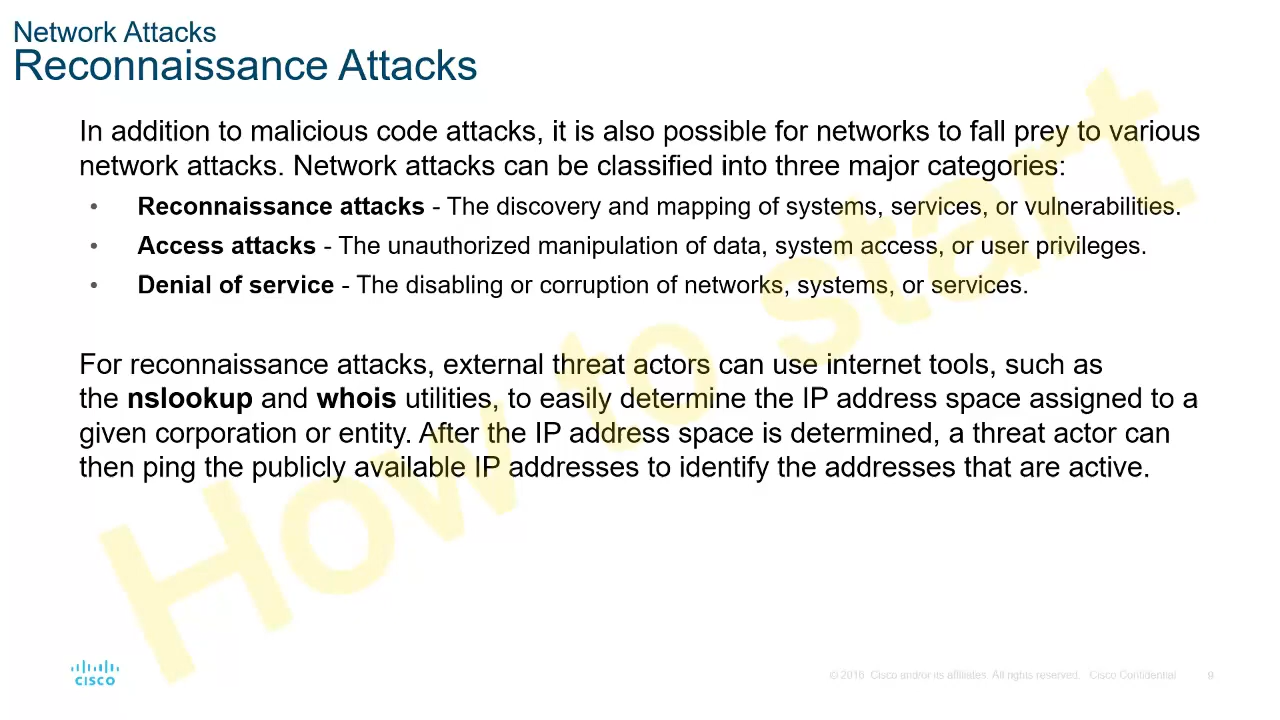 Network Attacks
Reconnaissance Attacks
In addition to malicious code attacks, it is also possible for networks to fall prey to various
network attacks. Network attacks can be classified into three major categories:
• Reconnaissance attacks - The discovery and mapping of systems, services, or vulnerabilities.
• Access attacks - The unauthorized manipulation of data, system access, or user privileges.
• Denial of service - The disabling or corruption of networks, systems, or services.
For reconnaissance attacks, external threat actors can use internet tools, such as
the nslookup and whois utilities, to easily determine the IP address space assigned to a
given corporation or entity. After the IP address space is determined, a threat actor can
then ping the publicly available IP addresses to identify the addresses that are active.
How to start
CISCO
© 2016 Cisco and/or its affiliates. All rights reserved. Cisco Confidential 9